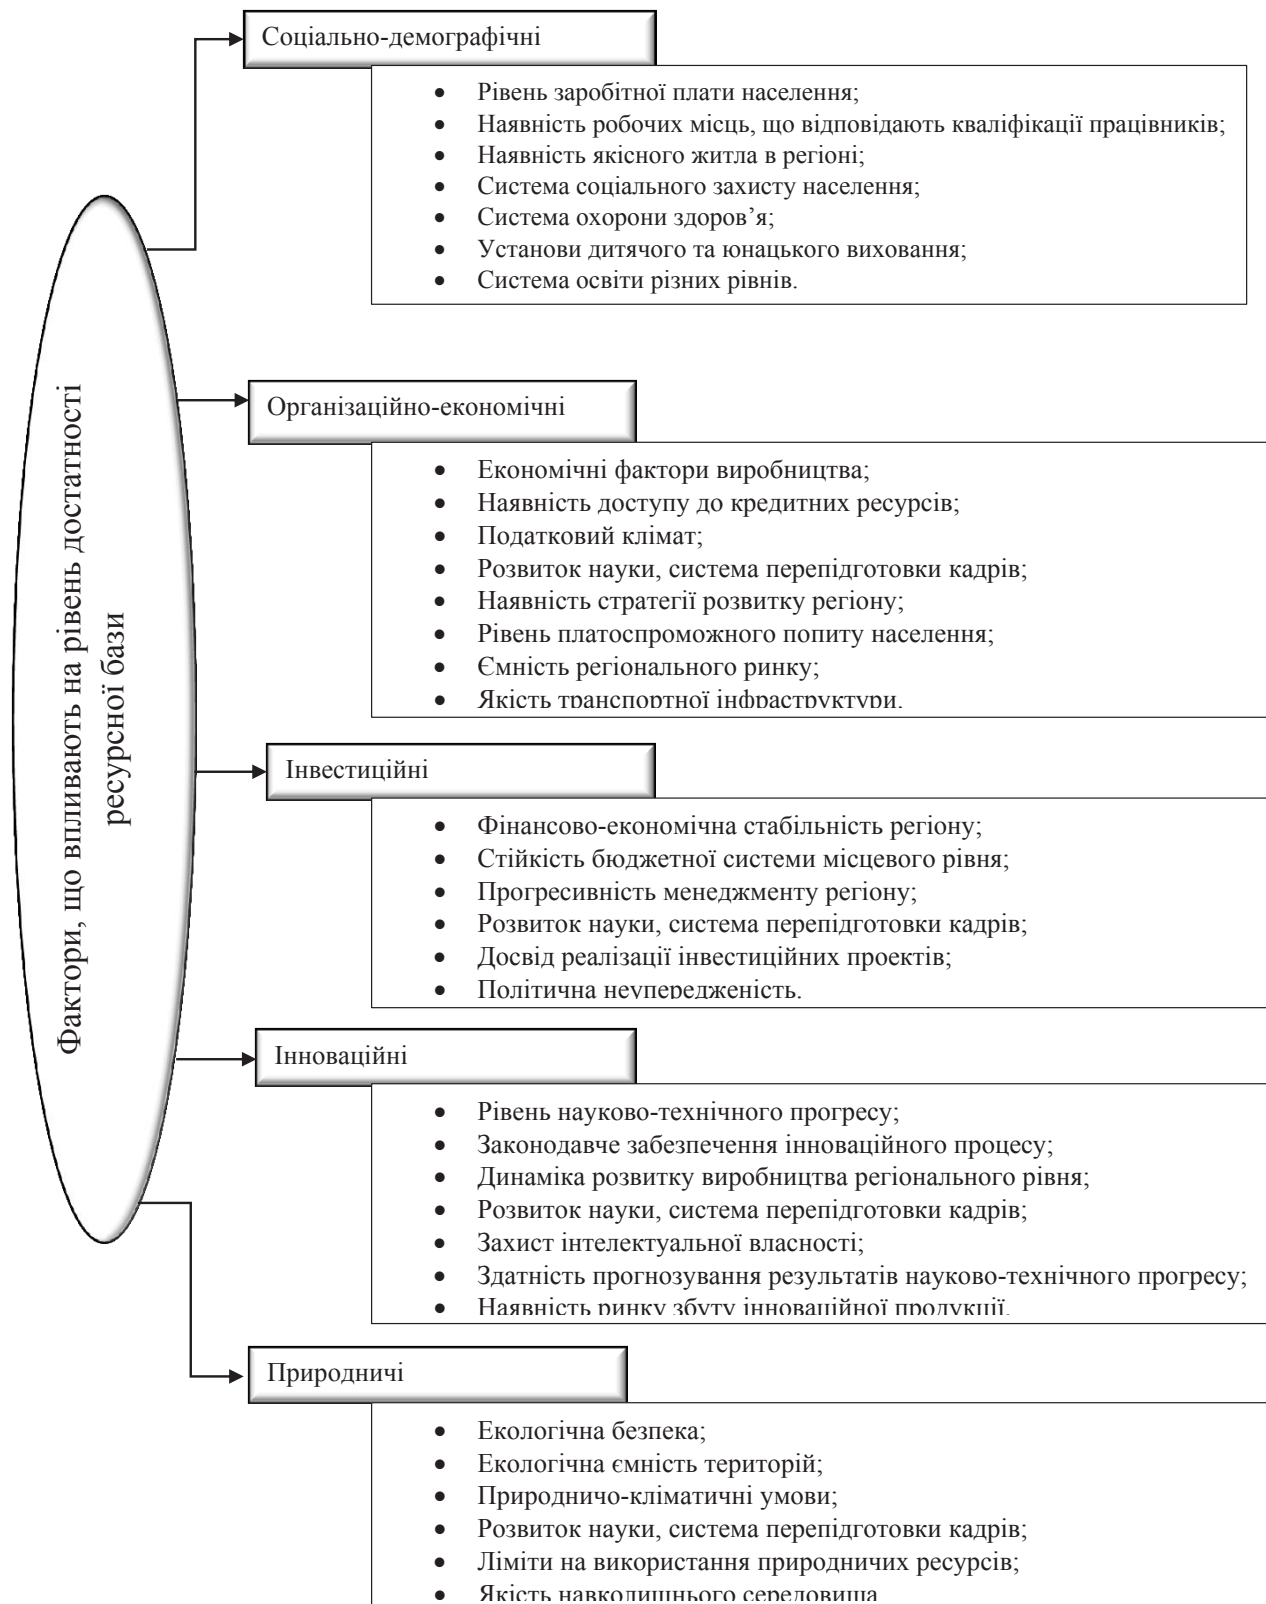 Фактори, що впливають на рівень достатності
ресурсної бази
Соціально-демографічні
• Рівень заробітної плати населення;
• Наявність робочих місць, що відповідають кваліфікації працівників;
• Наявність якісного житла в регіоні;
• Система соціального захисту населення;
• Система охорони здоров’я;
• Установи дитячого та юнацького виховання;
• Система освіти різних рівнів.
Організаційно-економічні
• Економічні фактори виробництва;
• Наявність доступу до кредитних ресурсів;
• Податковий клімат;
• Розвиток науки, система перепідготовки кадрів;
• Наявність стратегії розвитку регіону;
• Рівень платоспроможного попиту населення;
• Ємність регіонального ринку;
• Якість транспортної інфраструктури.
Інвестиційні
• Фінансово-економічна стабільність регіону;
• Стійкість бюджетної системи місцевого рівня;
• Прогресивність менеджменту регіону;
• Розвиток науки, система перепідготовки кадрів;
• Досвід реалізації інвестиційних проектів;
• Політична неупередженість.
Інноваційні
• Рівень науково-технічного прогресу;
• Законодавче забезпечення інноваційного процесу;
• Динаміка розвитку виробництва регіонального рівня;
• Розвиток науки, система перепідготовки кадрів;
• Захист інтелектуальної власності;
• Здатність прогнозування результатів науково-технічного прогресу;
• Наявність ринку збуту інноваційної продукції.
Природничі
• Екологічна безпека;
• Екологічна ємність територій;
• Природничо-кліматичні умови;
• Розвиток науки, система перепідготовки кадрів;
• Ліміти на використання природничих ресурсів;
• Якість навколишнього середовища